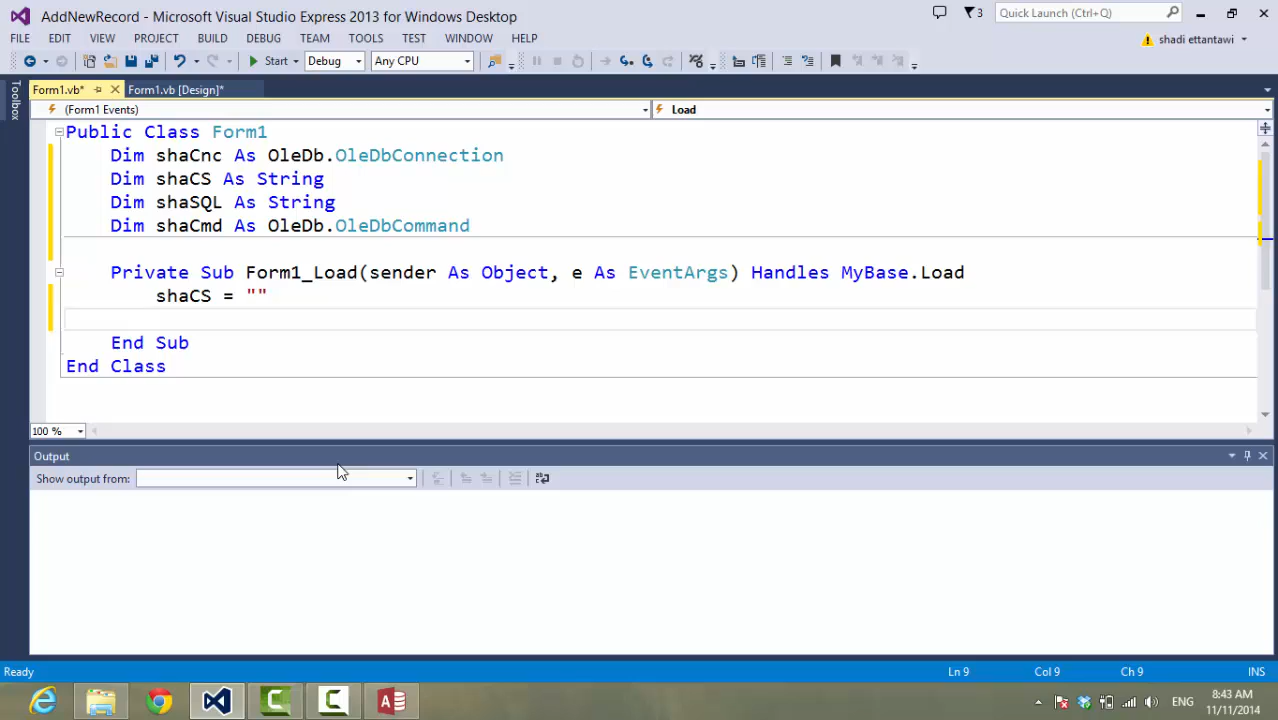 AddNewRecord - Microsoft Visual Studio Express 2013 for Windows Desktop
3
Quick Launch (Ctrl+Q)
FILE EDIT VIEW PROJECT BUILD DEBUG TEAM TOOLS TEST WINDOW HELP
shadi ettantawi
Start Debug Any CPU
Toolbox
Form1.vb* Form1.vb [Design]*
(Form1 Events) Load
Public Class Form1
Dim shaCnc As OleDb.OleDbConnection
Dim shaCS As String
Dim shaSQL As String
Dim shaCmd As OleDb.OleDbCommand
Private Sub Form1_Load(sender As Object, e As EventArgs) Handles MyBase.Load
shaCS = ""
End Sub
End Class
100 %
Output
Show output from:
Ready Ln 9 Col 9 Ch 9 INS
ENG
8:43 AM
11/11/2014